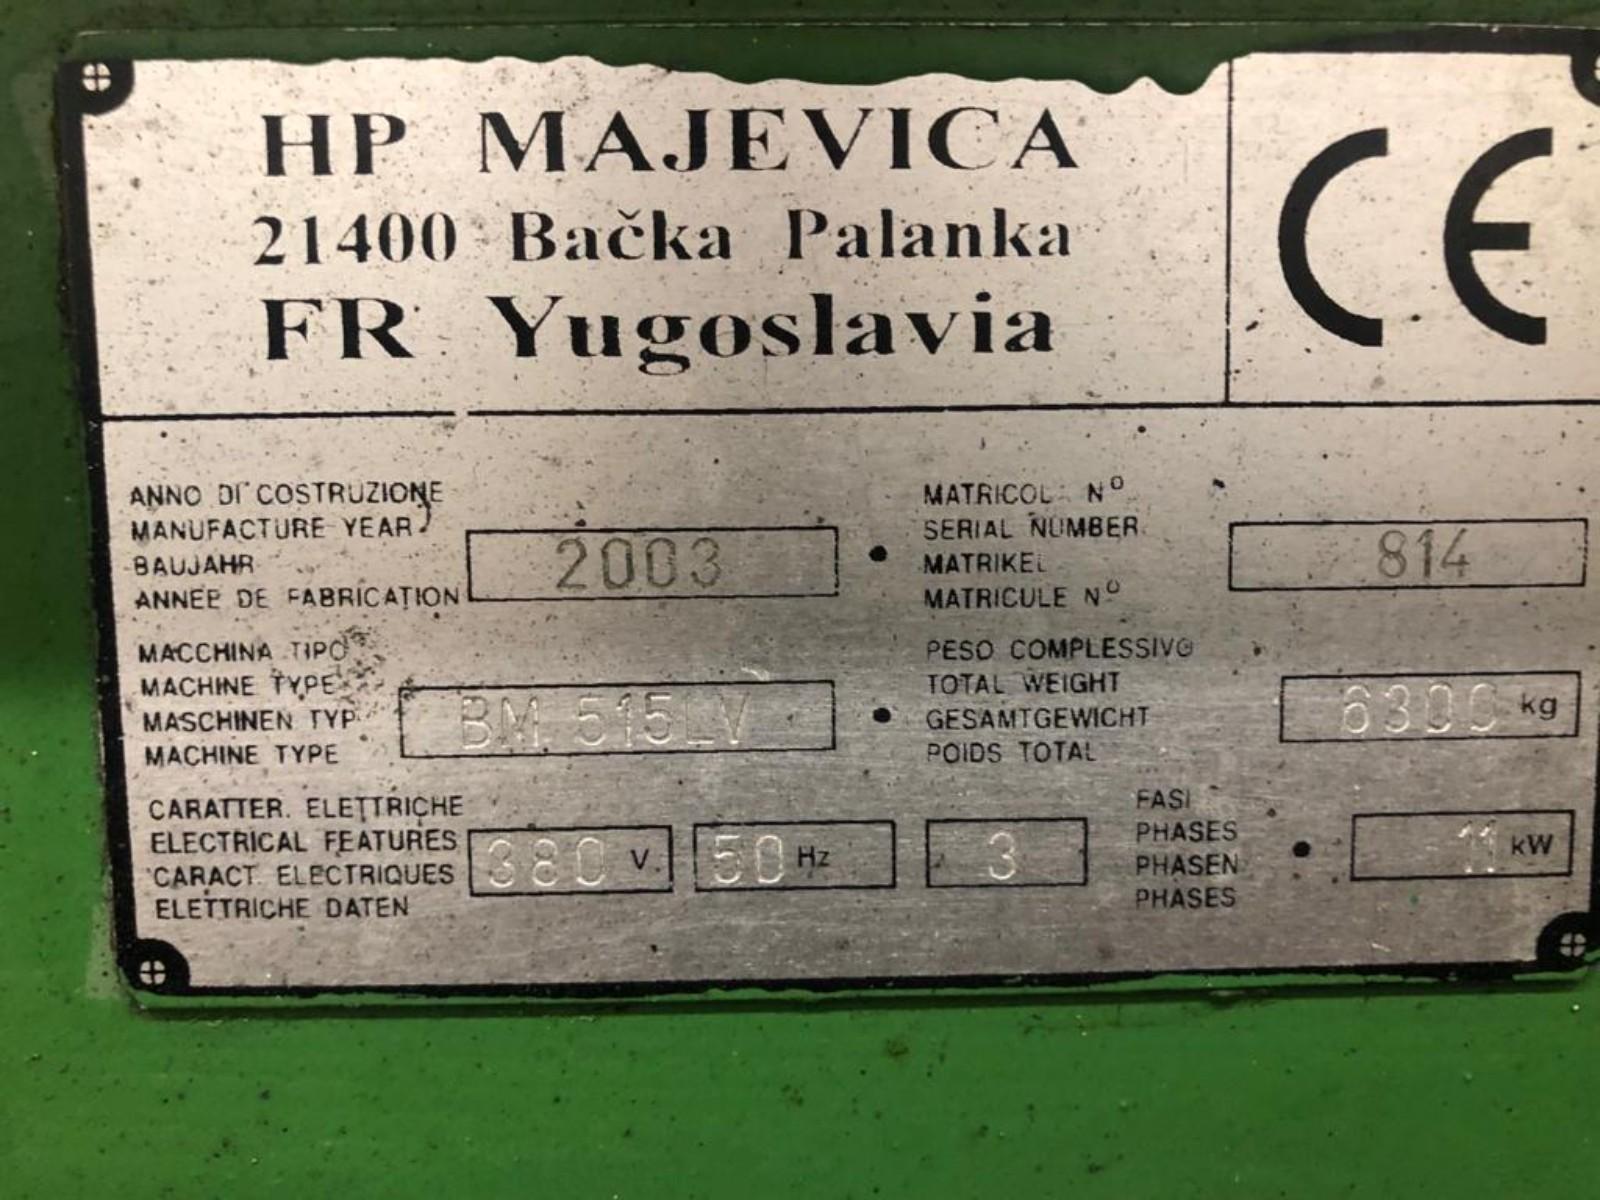 HP MAJEVICA
21400 Bačka Palanka
FR Yugoslavia
CE
ANNO DI COSTRUZIONE
MANUFACTURE YEAR
BAUJAHR
ANNEE DE FABRICATION
2003
MATRICOL N°
SERIAL NUMBER
MATRIKEL
MATRICULE N°
814
MACCHINA TIPO
MACHINE TYPE
MASCHINEN TYP
MACHINE TYPE
BM 515LV
PESO COMPLESSIVO
TOTAL WEIGHT
GESAMTGEWICHT
POIDS TOTAL
6300 kg
CARATTER. ELETTRICHE
ELECTRICAL FEATURES
CARACT. ELECTRIQUES
ELETTRICHE DATEN
380 V.
50 Hz
3
FASI
PHASES
PHASEN
PHASES
11 kW